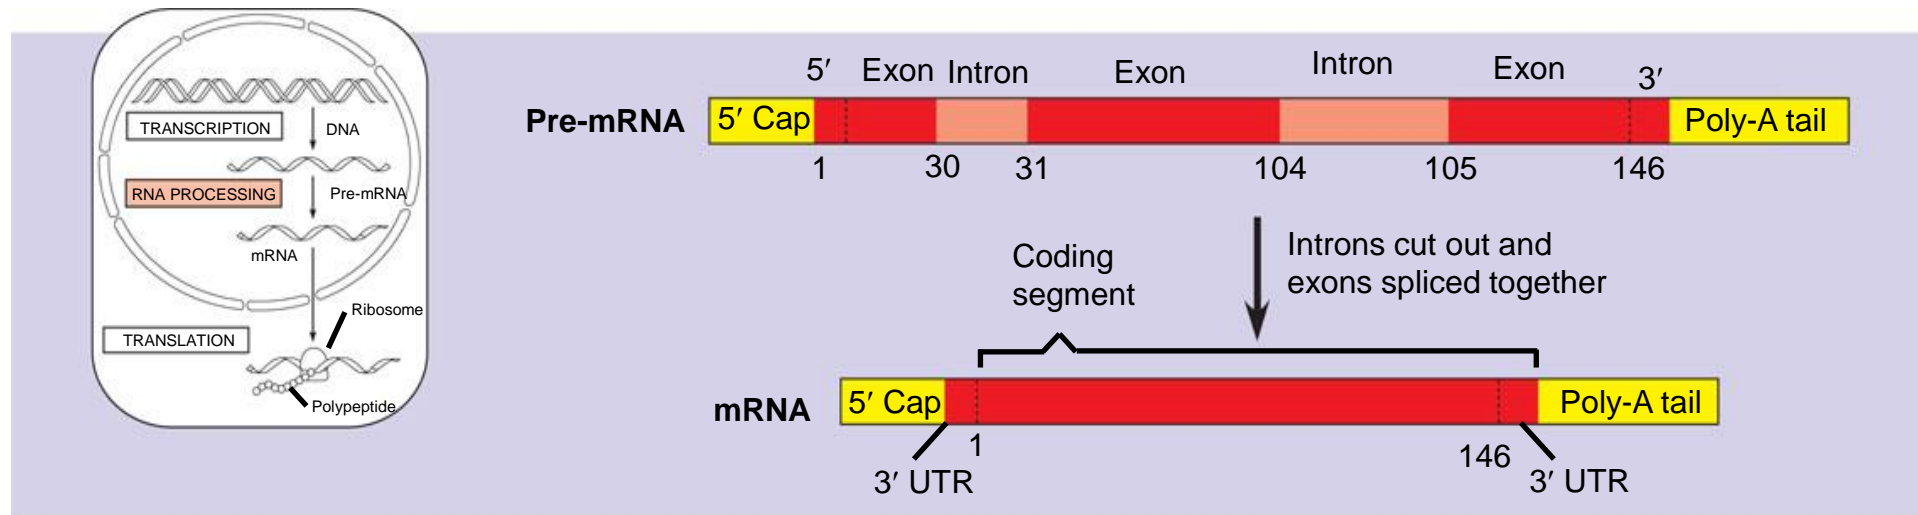 TRANSCRIPTION
DNA
RNA PROCESSING
Pre-mRNA
mRNA
Ribosome
TRANSLATION
Polypeptide
5′ Exon Intron Exon Intron Exon 3′
Pre-mRNA 5′ Cap Poly-A tail
1 30 31 104 105 146
Coding
segment
Introns cut out and
exons spliced together
mRNA 5′ Cap Poly-A tail
1 146
3′ UTR 3′ UTR